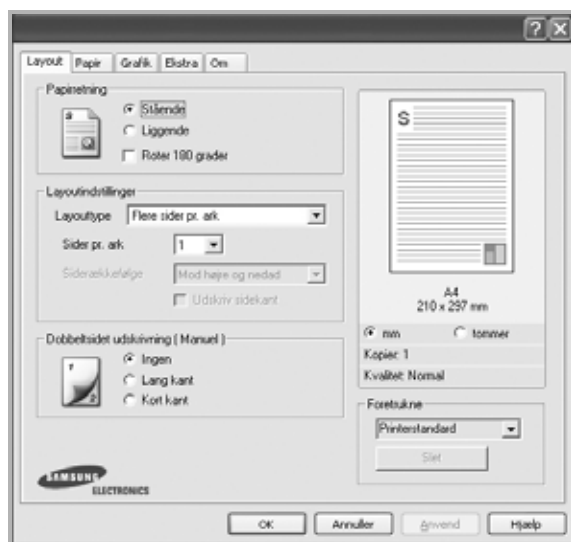 Layout Papir Grafik Ekstra Om
Papirretning
Stående
Liggende
Roter 180 grader
Layoutindstillinger
Layouttype Flere sider pr. ark
Sider pr. ark 1
Siderækkefølge Mod højre og nedad
Udskriv sidekant
Dobbeltsidet udskrivning ( Manuel )
Ingen
Lang kant
Kort kant
S
A4
210 x 297 mm
mm tommer
Kopier: 1
Kvalitet: Normal
Foretrukne
Printerstandard
Slet
SAMSUNG
ELECTRONICS
OK Annuller Anvend Hjælp